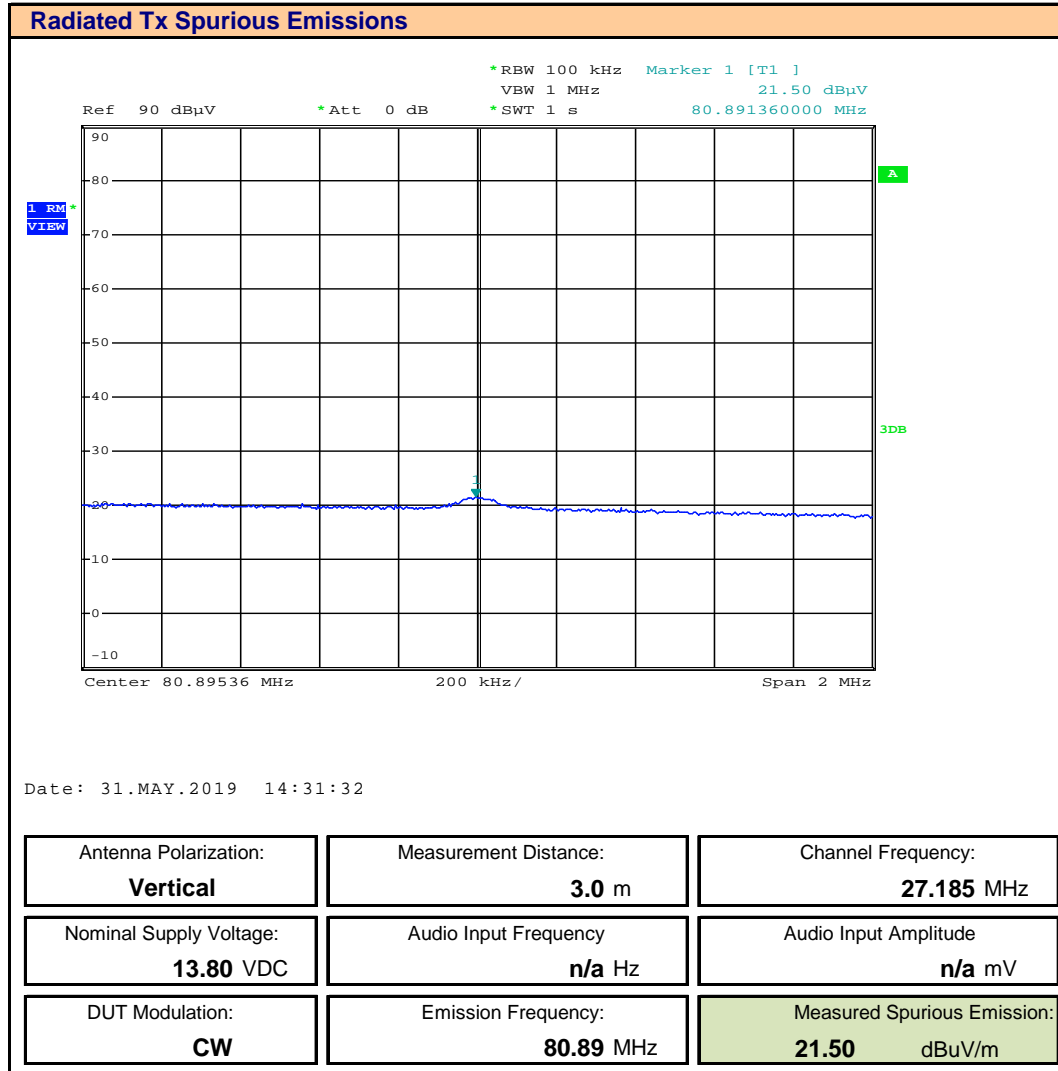 Radiated Tx Spurious Emissions
*RBW 100 kHz Marker 1 [T1 ]
VBW 1 MHz 21.50 dBµV
Ref 90 dBµV *Att 0 dB *SWT 1 s 80.891360000 MHz
90
A
80
1 RM *
VIEW
70
60
50
40
3DB
30
1
20
10
0
-10
Center 80.89536 MHz 200 kHz/ Span 2 MHz
Date: 31.MAY.2019 14:31:32
Antenna Polarization: Measurement Distance: Channel Frequency:
Vertical 3.0 m 27.185 MHz
Nominal Supply Voltage: Audio Input Frequency Audio Input Amplitude
13.80 VDC n/a Hz n/a mV
DUT Modulation: Emission Frequency: Measured Spurious Emission:
CW 80.89 MHz 21.50 dBuV/m